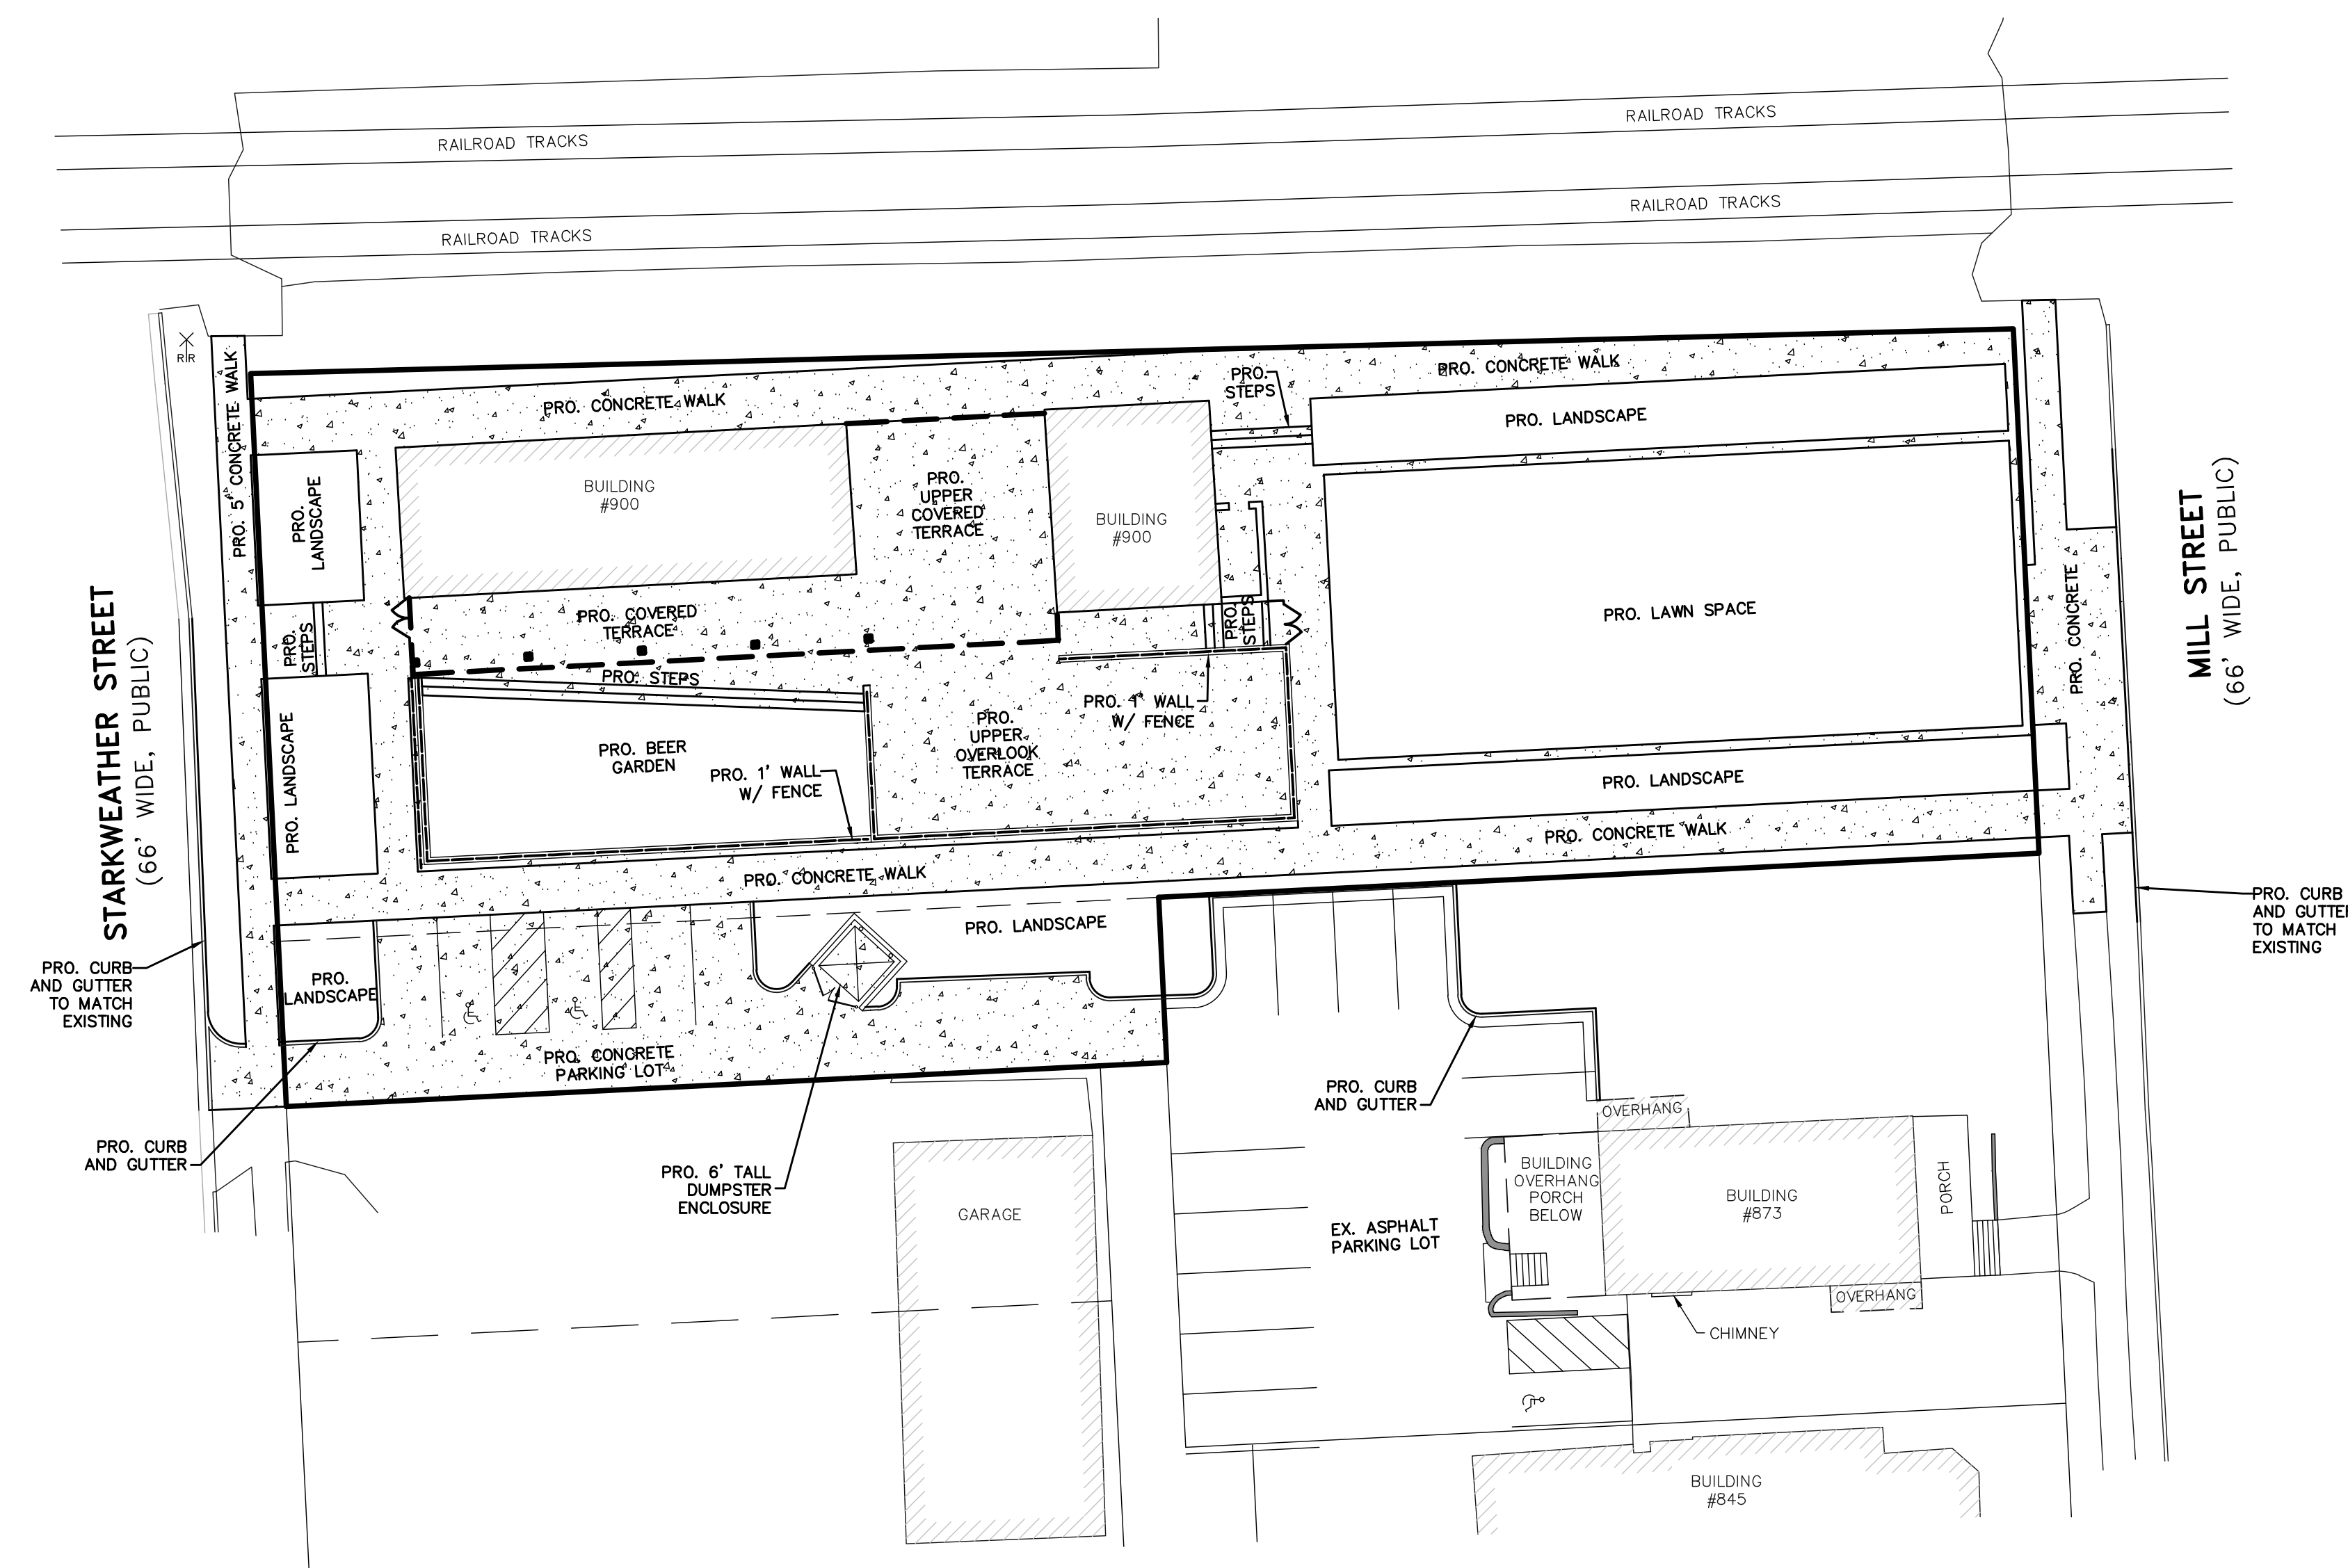 RAILROAD TRACKS
RAILROAD TRACKS
RAILROAD TRACKS
RAILROAD TRACKS
R R
PRO. 5' CONCRETE WALK
PRO. CONCRETE WALK
PRO.
STEPS
PRO. CONCRETE WALK
PRO. LANDSCAPE
PRO.
LANDSCAPE
BUILDING
#900
PRO.
UPPER
COVERED
TERRACE
BUILDING
#900
PRO. COVERED
TERRACE
PRO.
STEPS
PRO.
STEPS
PRO. LAWN SPACE
PRO. CONCRETE
MILL STREET
(66' WIDE, PUBLIC)
STARKWEATHER STREET
(66' WIDE, PUBLIC)
PRO. STEPS
PRO. 1' WALL
W/ FENCE
PRO. LANDSCAPE
PRO. BEER
GARDEN
PRO. 1' WALL
W/ FENCE
PRO.
UPPER
OVERLOOK
TERRACE
PRO. LANDSCAPE
PRO. CONCRETE WALK
PRO. CONCRETE WALK
PRO. CURB
AND GUTTER
TO MATCH
EXISTING
PRO. LANDSCAPE
PRO. CURB
AND GUTTER
TO MATCH
EXISTING
PRO.
LANDSCAPE
PRO. CONCRETE
PARKING LOT
PRO. CURB
AND GUTTER
PRO. CURB
AND GUTTER
PRO. 6' TALL
DUMPSTER
ENCLOSURE
GARAGE
EX. ASPHALT
PARKING LOT
OVERHANG
BUILDING
OVERHANG
PORCH
BELOW
BUILDING
#873
PORCH
OVERHANG
CHIMNEY
BUILDING
#845